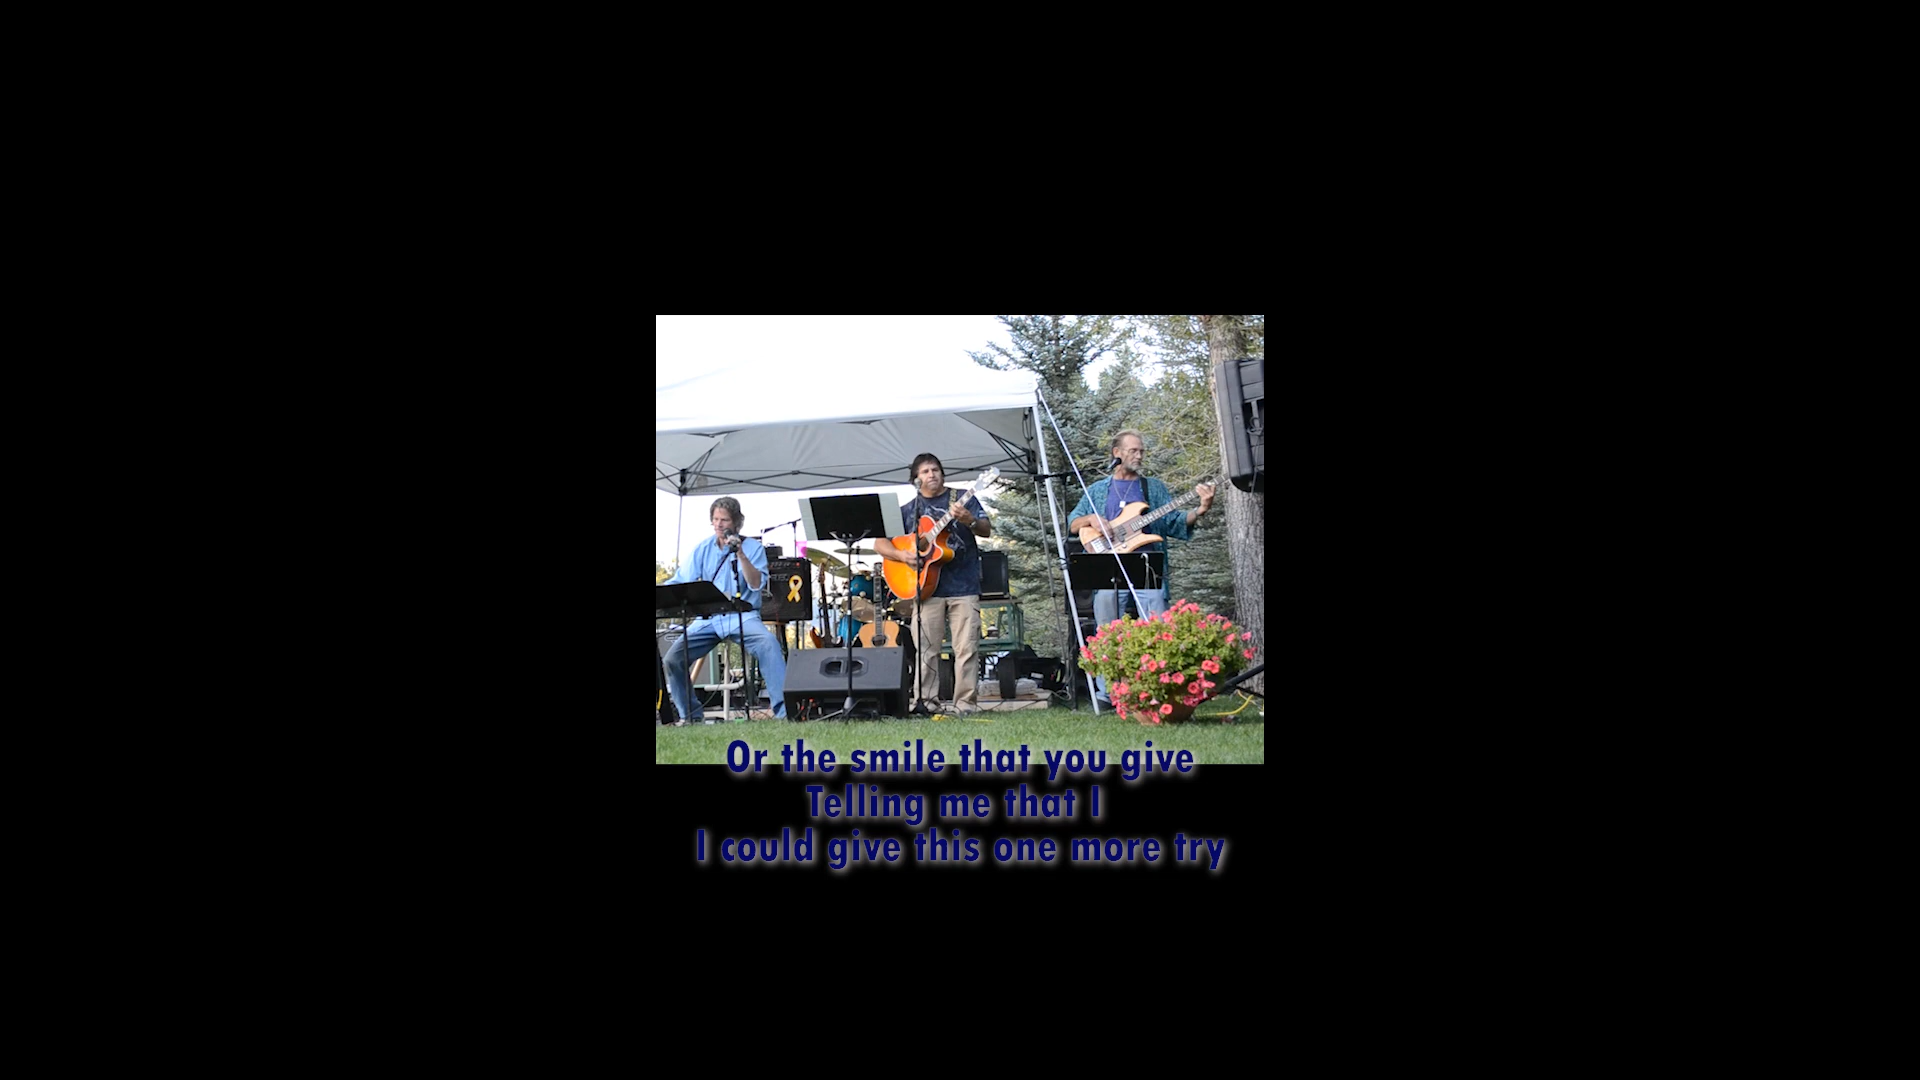 Or the smile that you give
Telling me that I
I could give this one more try